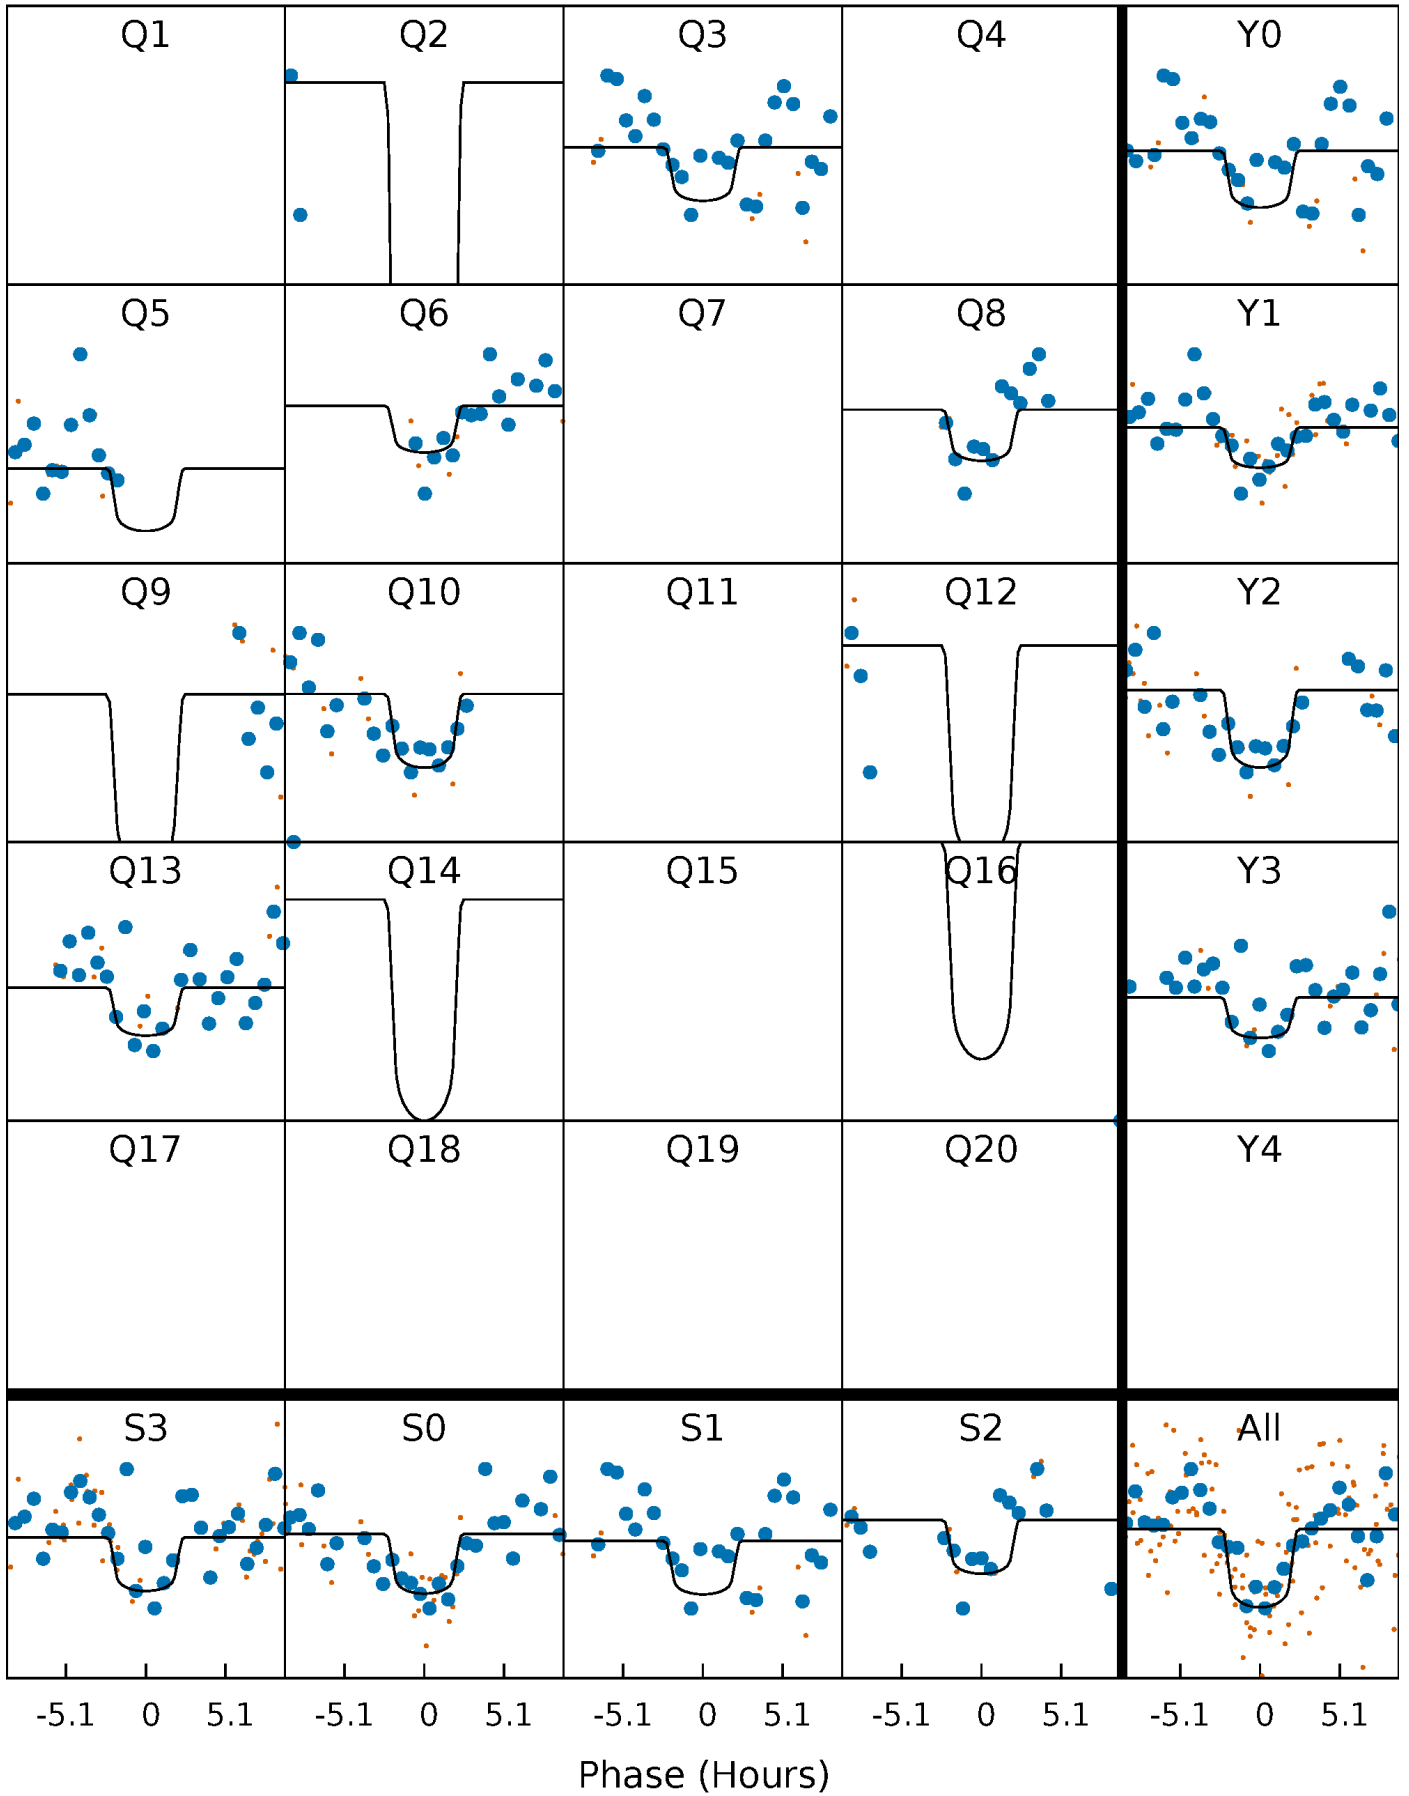 Q1 Q2 Q3 Q4 Y0
Q5 Q6 Q7 Q8 Y1
Q9 Q10 Q11 Q12 Y2
Q13 Q14 Q15 Q16 Y3
Q17 Q18 Q19 Q20 Y4
S3 S0 S1 S2 All
-5.1 0 5.1 -5.1 0 5.1 -5.1 0 5.1 -5.1 0 5.1 -5.1 0 5.1
Phase (Hours)